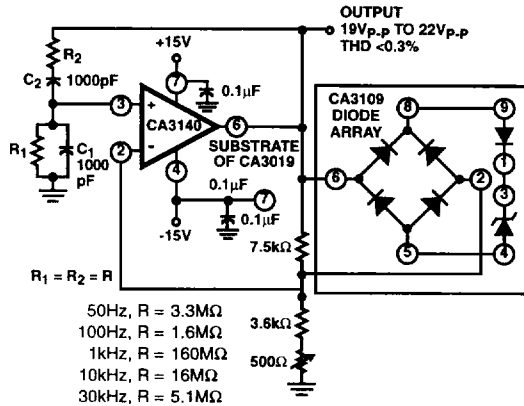 OUTPUT
19VP-P TO 22VP-P
THD <0.3%
+15V
R2
C2 1000pF
7
0.1µF
CA3109
DIODE
ARRAY
8
9
3
+
CA3140
6
SUBSTRATE
OF CA3019
R1
C1
1000
pF
2
−
4
0.1µF
7
0.1µF
-15V
6
2
1
3
5
4
7.5kΩ
R1 = R2 = R
3.6kΩ
500Ω
50Hz, R = 3.3MΩ
100Hz, R = 1.6MΩ
1kHz, R = 160MΩ
10kHz, R = 16MΩ
30kHz, R = 5.1MΩ